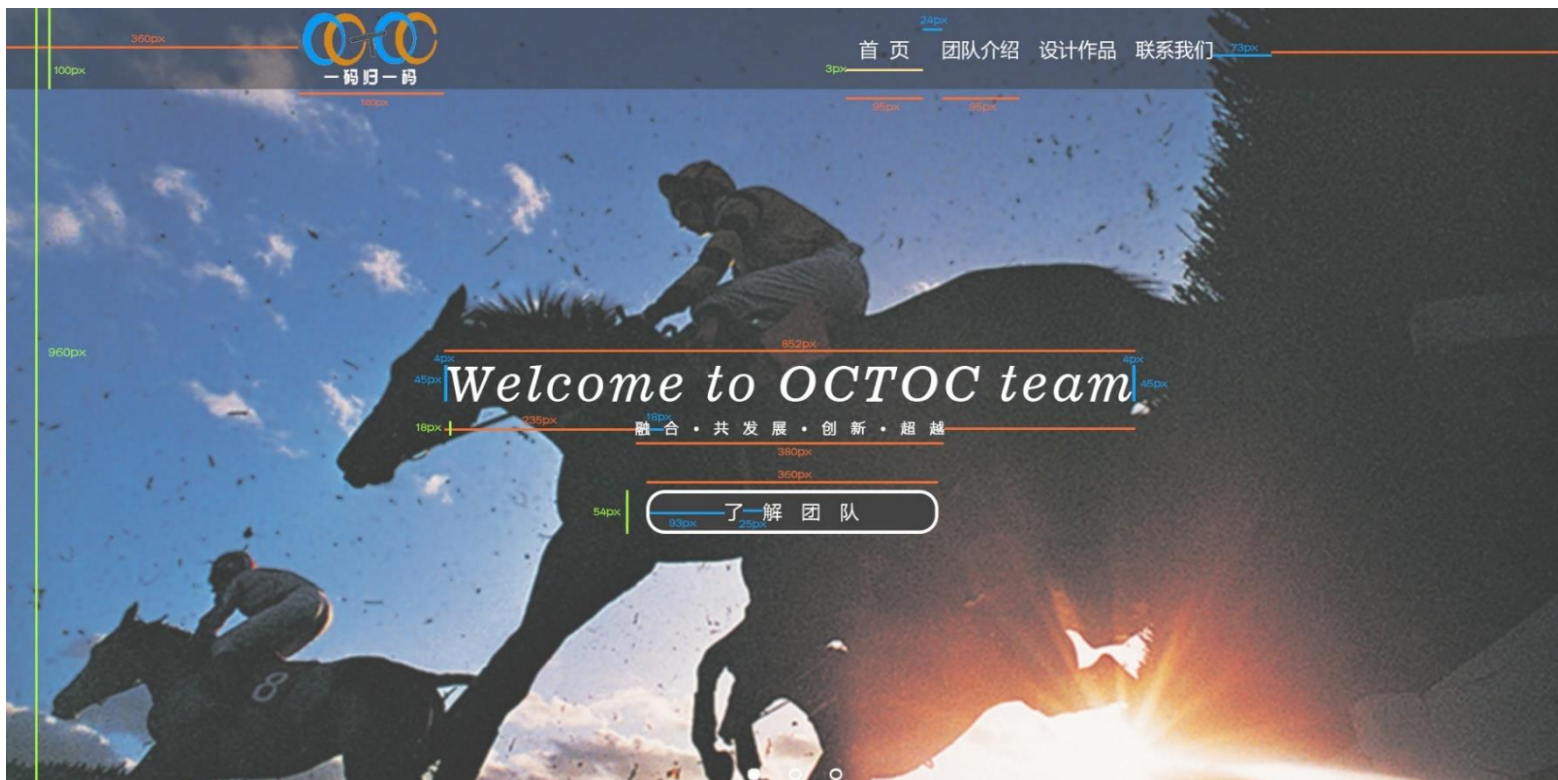 24px
360px
首 页 团队介绍 设计作品 联系我们 73px
100px
3px
一码归一码
180px
95px 95px
852px
960px
4px 4px
45px Welcome to OCTOC team 45px
235px 18px
18px 融 合 · 共 发 展 · 创 新 · 超 越
380px
360px
54px 了 解 团 队
93px 25px
8